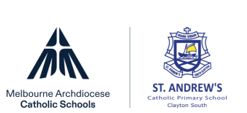 Melbourne Archdiocese
Catholic Schools
ST. ANDREW'S
Catholic Primary School
Clayton South